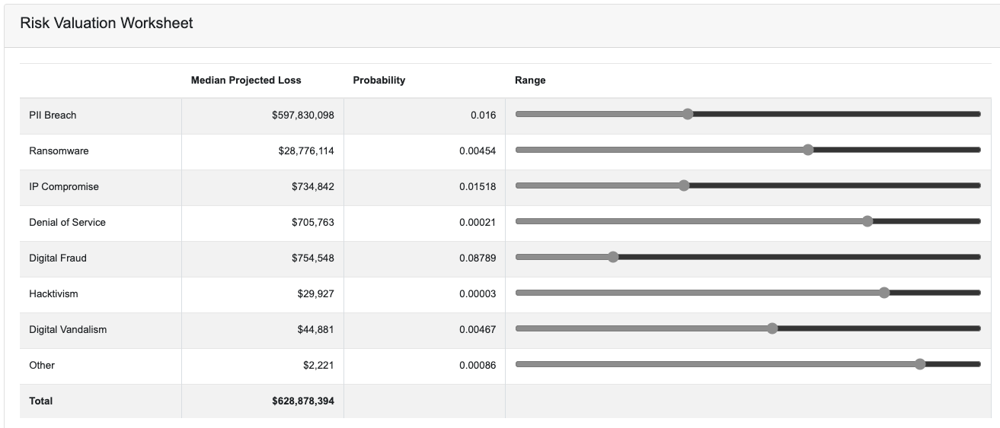 Risk Valuation Worksheet
Median Projected Loss Probability Range
PII Breach $597,830,098 0.016
Ransomware $28,776,114 0.00454
IP Compromise $734,842 0.01518
Denial of Service $705,763 0.00021
Digital Fraud $754,548 0.08789
Hacktivism $29,927 0.00003
Digital Vandalism $44,881 0.00467
Other $2,221 0.00086
Total $628,878,394